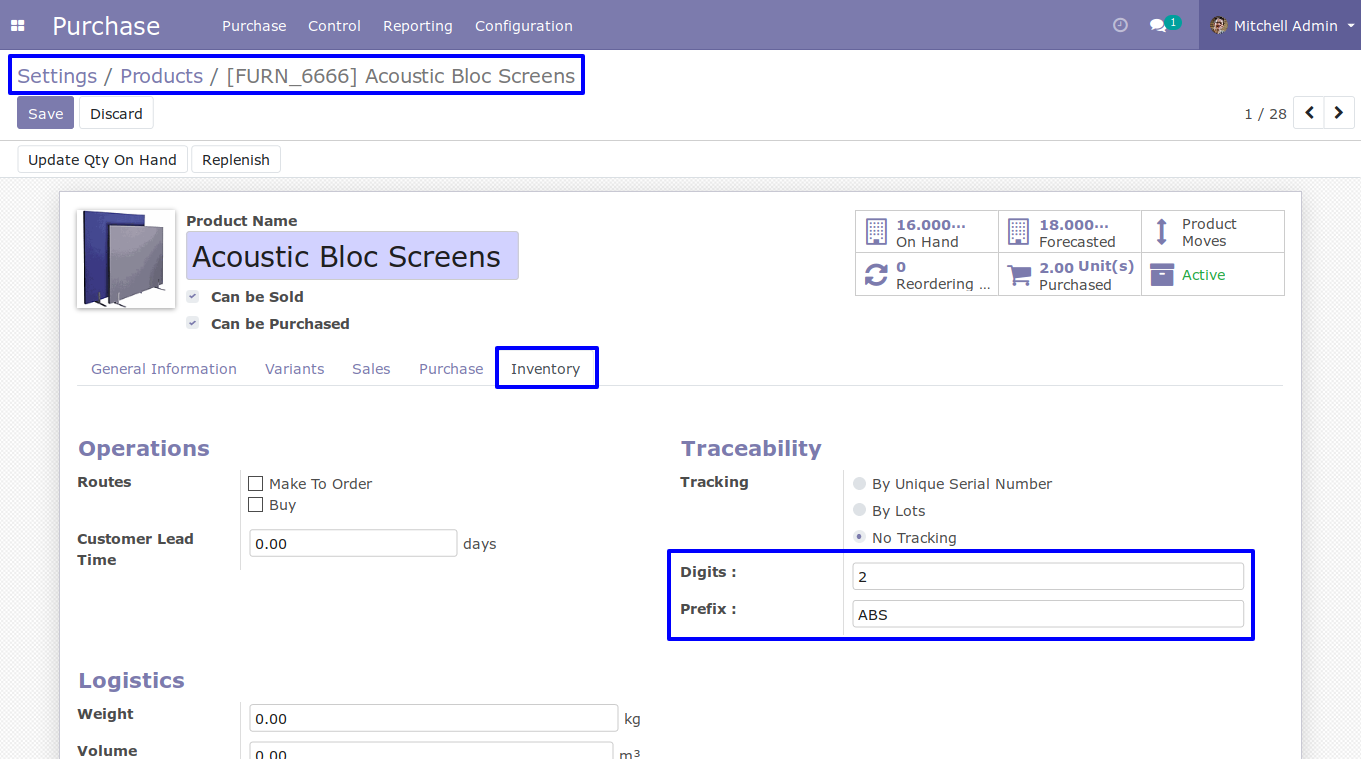 Purchase Purchase Control Reporting Configuration 1 Mitchell Admin
Settings / Products / [FURN_6666] Acoustic Bloc Screens
Save Discard 1 / 28
Update Qty On Hand Replenish
Product Name
Acoustic Bloc Screens
Can be Sold
Can be Purchased
16.000...
On Hand
18.000...
Forecasted
Product
Moves
0
Reordering ...
2.00 Unit(s)
Purchased
Active
General Information Variants Sales Purchase Inventory
Operations
Routes Make To Order
Buy
Customer Lead
Time
0.00 days
Traceability
Tracking By Unique Serial Number
By Lots
No Tracking
Digits : 2
Prefix : ABS
Logistics
Weight 0.00 kg
Volume 0.00 m³